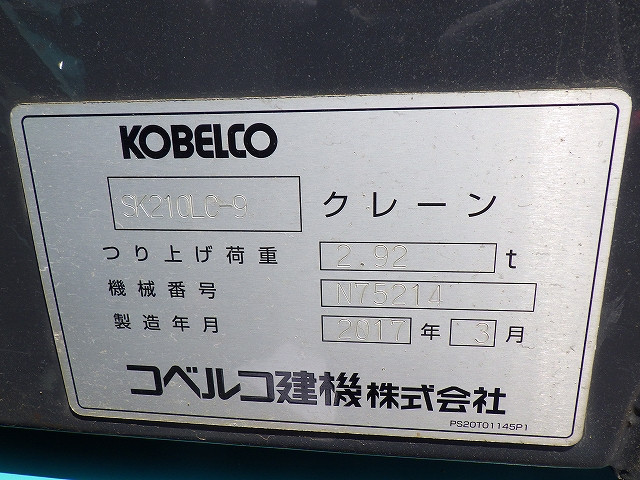 KOBELCO
SK210LC-9 クレーン
つり上げ荷重 2.92 t
機械番号 N75214
製造年月 2017 年 3 月
コベルコ建機株式会社
PS20T01145P1